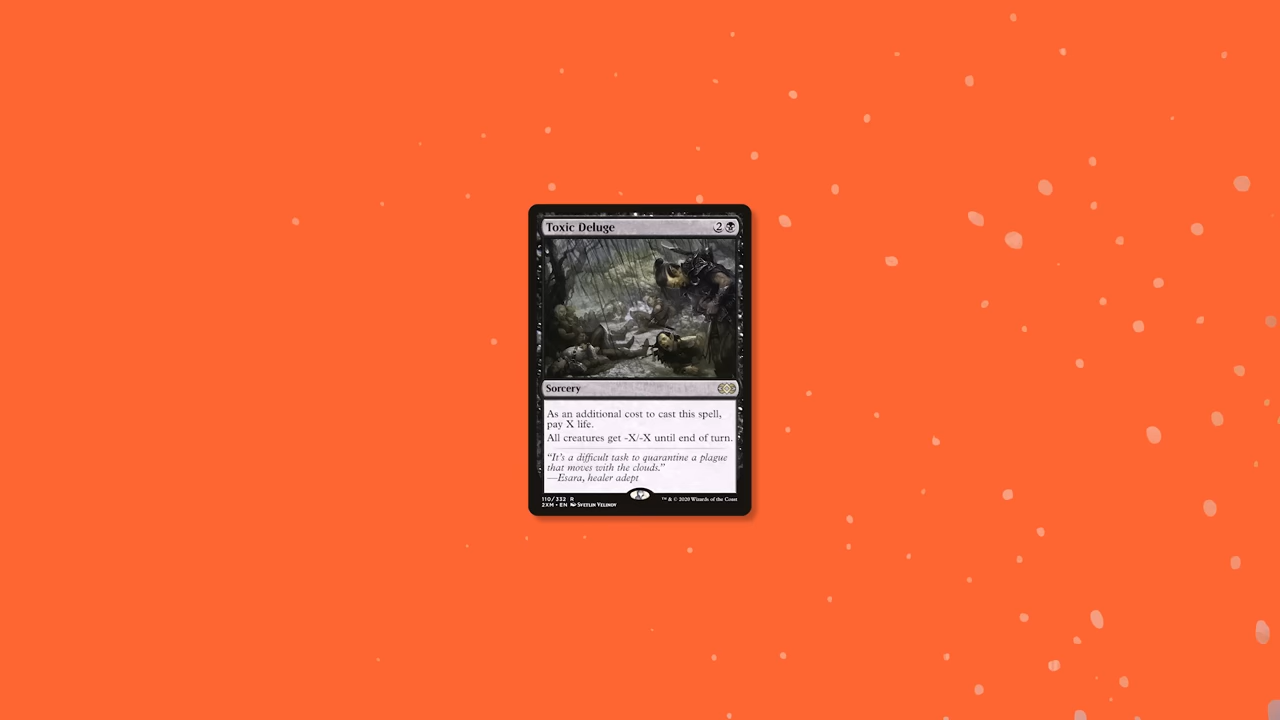 Toxic Deluge 2
Sorcery
As an additional cost to cast this spell,
pay X life.
All creatures get -X/-X until end of turn.
"It's a difficult task to quarantine a plague
that moves with the clouds."
—Esara, healer adept
110/332 R
™ & © 2020 Wizards of the Coast
2XM • EN Svetlin Velinov